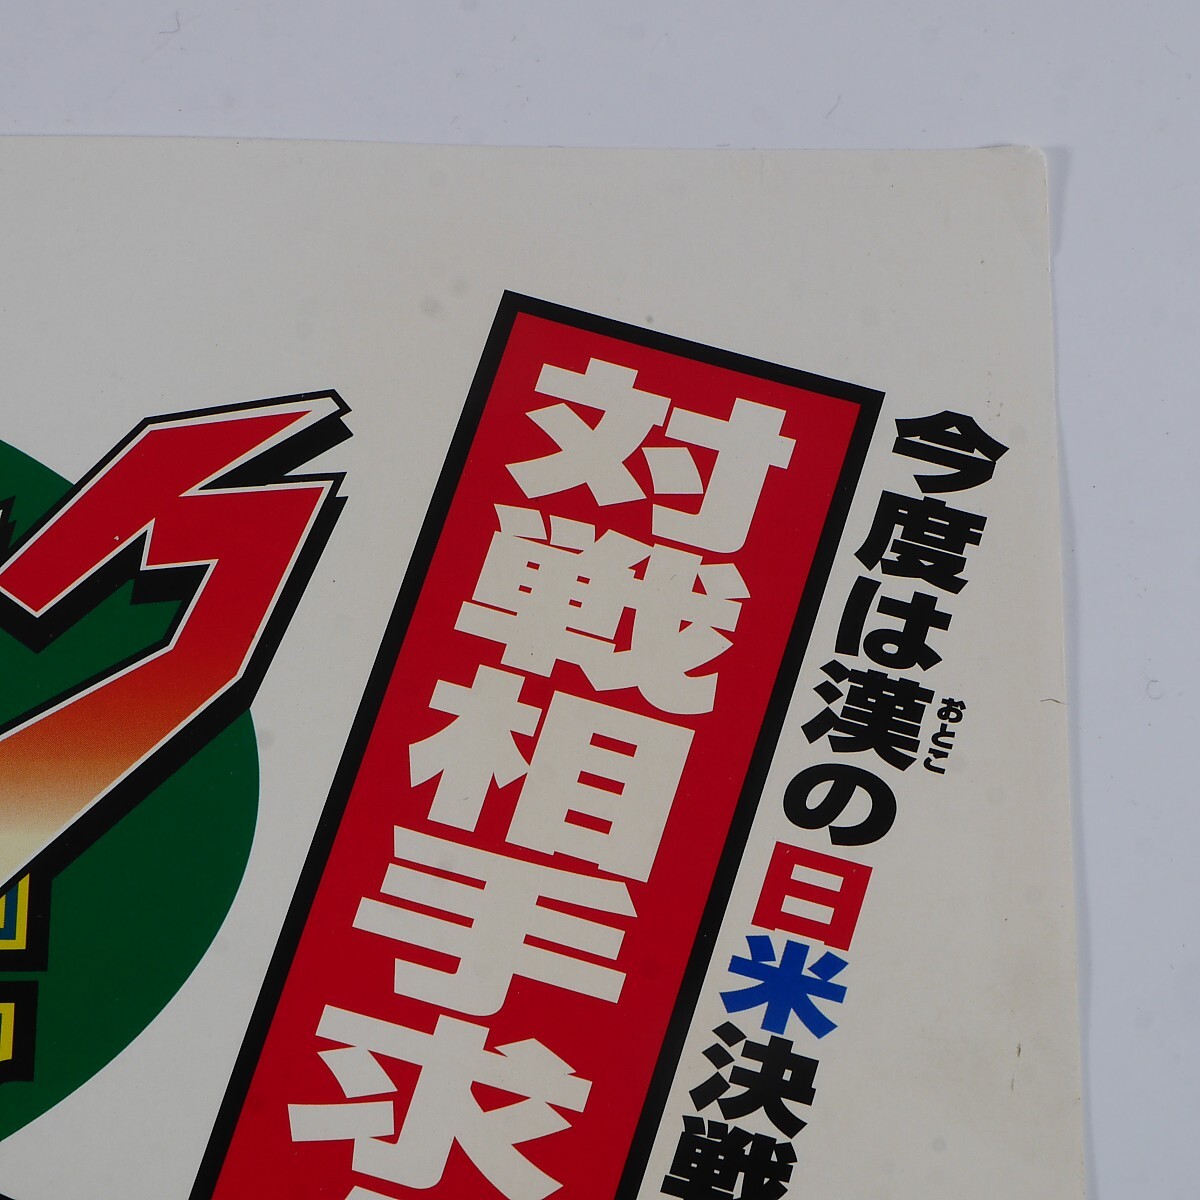 今度は漢の日米決戦
おとこ
対戦相手求